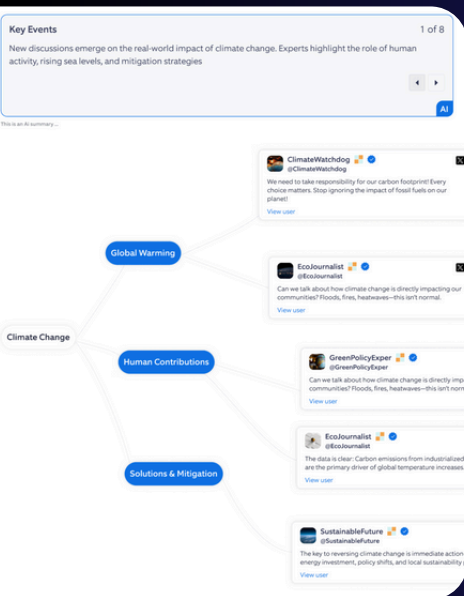 Key Events
1 of 8
New discussions emerge on the real-world impact of climate change. Experts highlight the role of human
activity, rising sea levels, and mitigation strategies
AI
This is an AI summary...
ClimateWatchdog
@ClimateWatchdog
We need to take responsibility for our carbon footprint! Every
choice matters. Stop ignoring the impact of fossil fuels on our
planet!
View user
Global Warming
EcoJournalist
@EcoJournalist
Can we talk about how climate change is directly impacting our
communities? Floods, fires, heatwaves—this isn't normal.
View user
Climate Change
Human Contributions
GreenPolicyExper
@GreenPolicyExper
Can we talk about how climate change is directly imp
communities? Floods, fires, heatwaves—this isn't norm
View user
EcoJournalist
@EcoJournalist
The data is clear: Carbon emissions from industrialized
are the primary driver of global temperature increases
View user
Solutions & Mitigation
SustainableFuture
@SustainableFuture
The key to reversing climate change is immediate action
energy investment, policy shifts, and local sustainability
View user